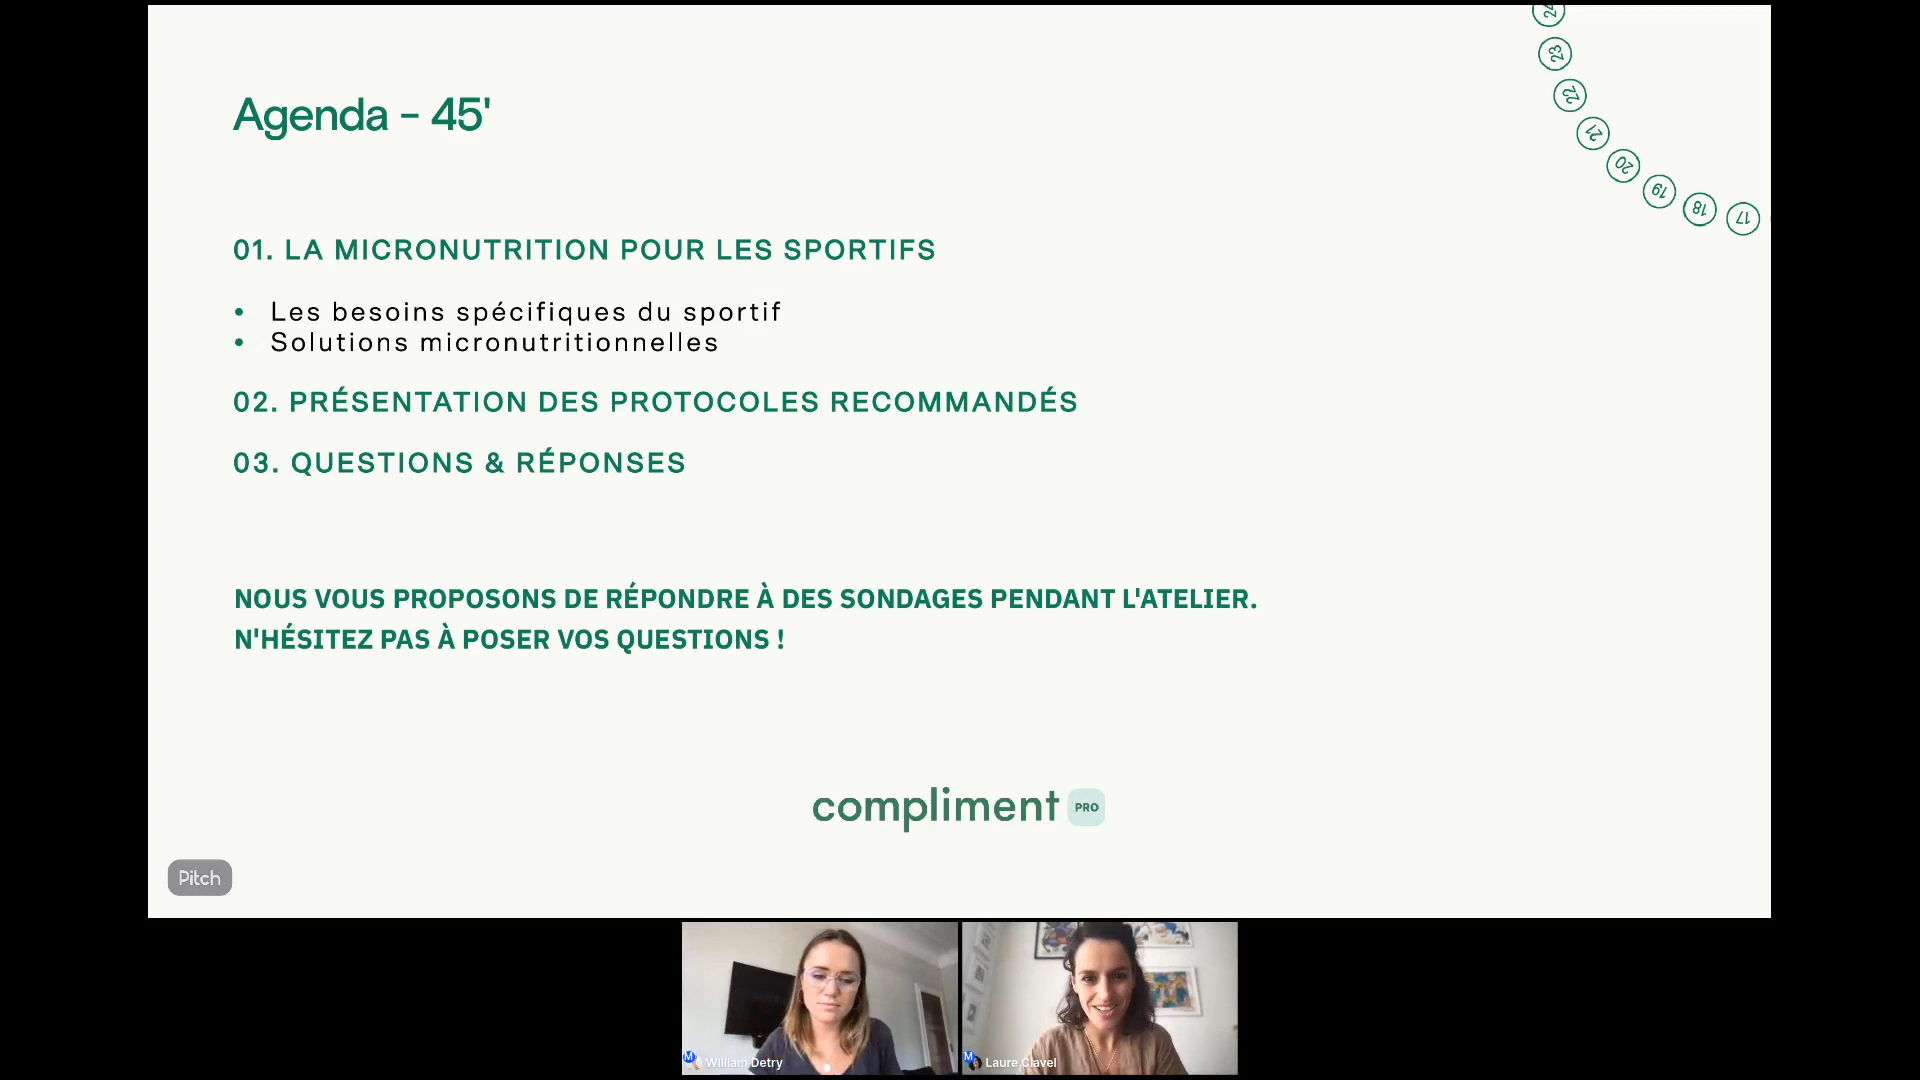 24
23
22
21
20
19
18
17
Agenda - 45'
01. LA MICRONUTRITION POUR LES SPORTIFS
• Les besoins spécifiques du sportif
• Solutions micronutritionnelles
02. PRÉSENTATION DES PROTOCOLES RECOMMANDÉS
03. QUESTIONS & RÉPONSES
NOUS VOUS PROPOSONS DE RÉPONDRE À DES SONDAGES PENDANT L'ATELIER.
N'HÉSITEZ PAS À POSER VOS QUESTIONS !
compliment PRO
Pitch
M William Detry
M Laure Clavel